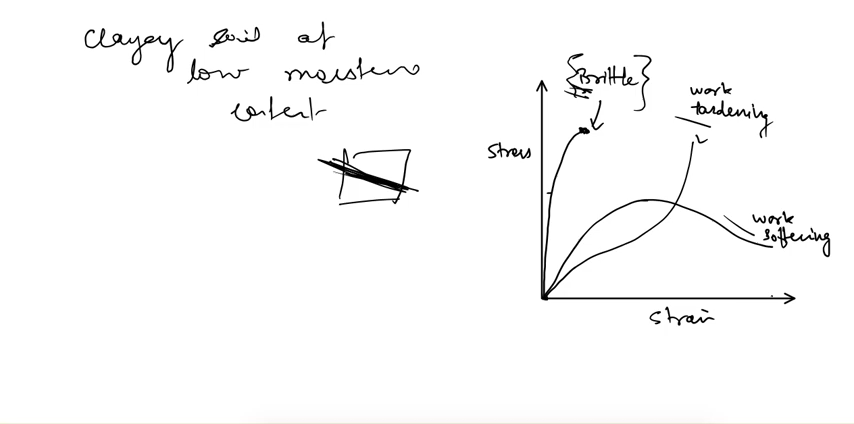 clayey soil at
low moisture
content
{Brittle}
work
hardening
Stress
work
softening
Strain